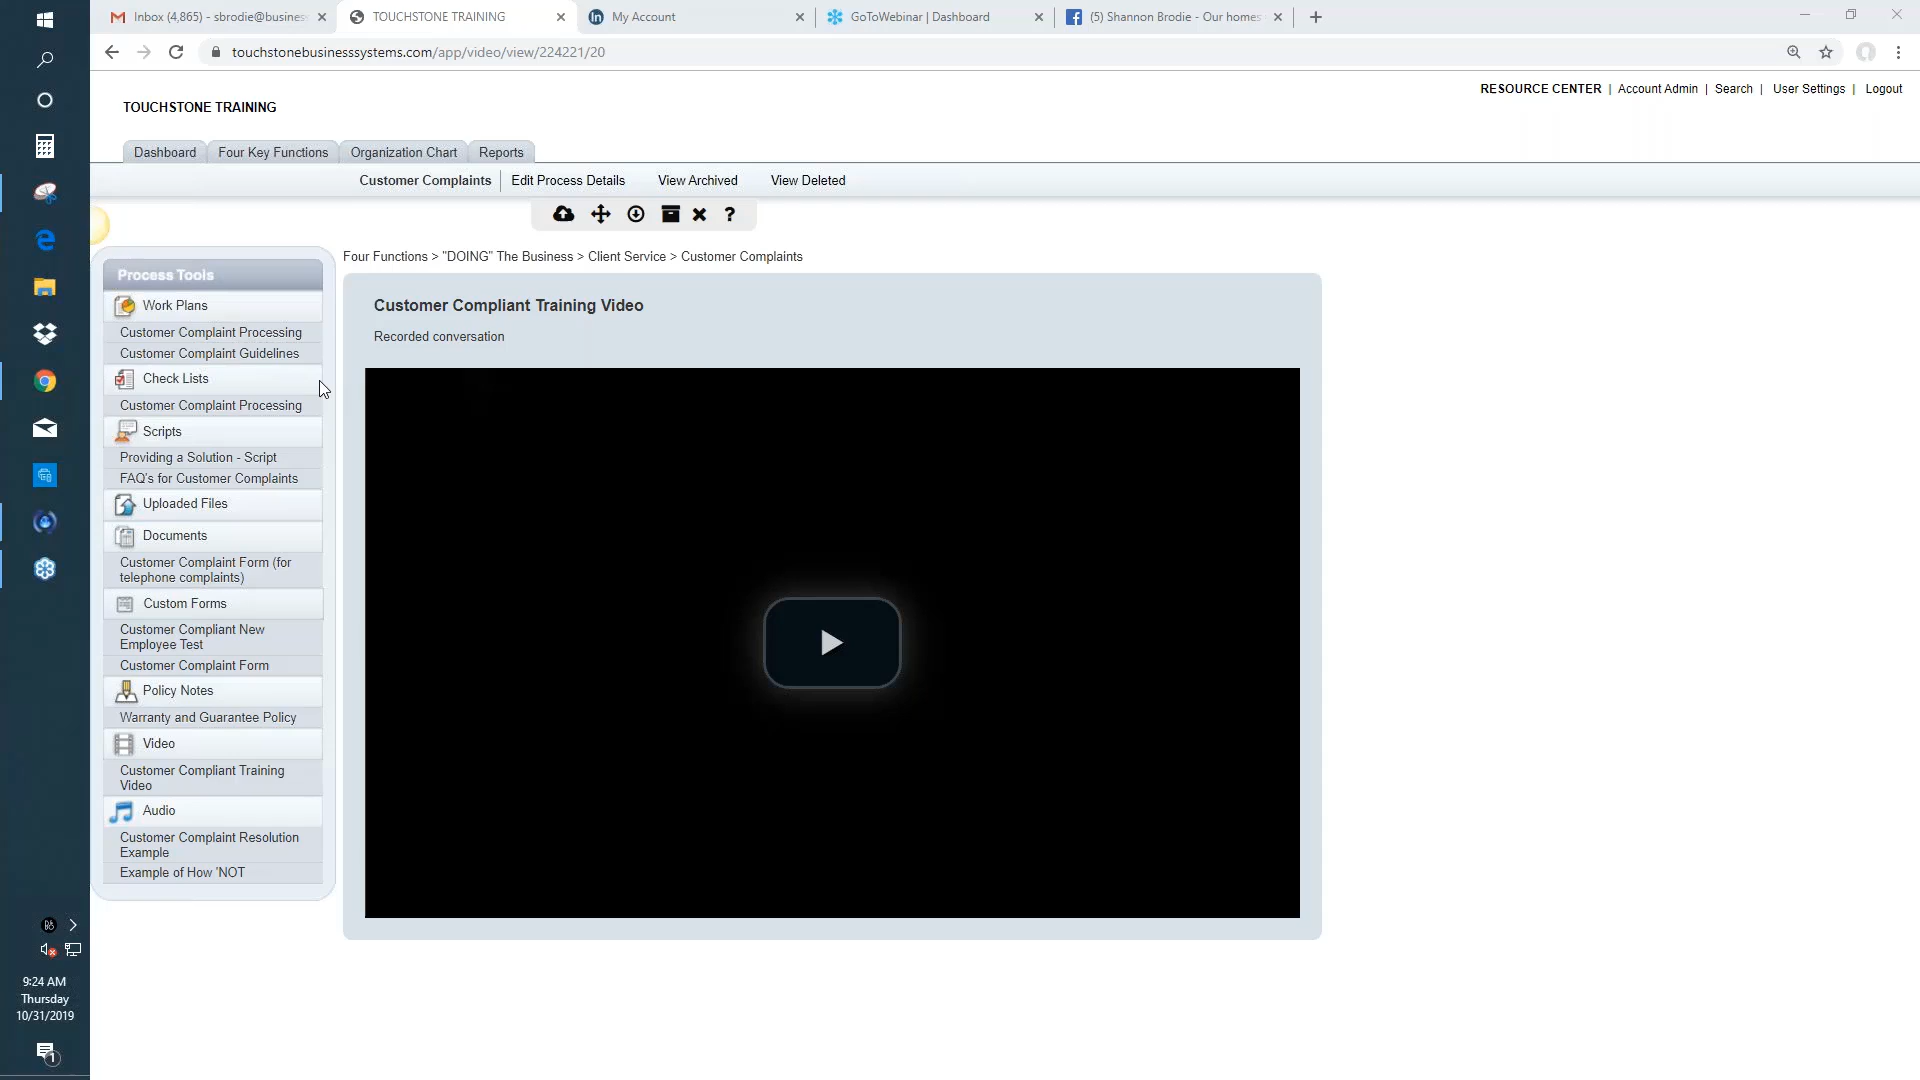 Inbox (4,865) - sbrodie@busines
TOUCHSTONE TRAINING
My Account
GoToWebinar | Dashboard
(5) Shannon Brodie - Our homes
touchstonebusinesssystems.com/app/video/view/224221/20
RESOURCE CENTER | Account Admin | Search | User Settings | Logout
TOUCHSTONE TRAINING
Dashboard
Four Key Functions
Organization Chart
Reports
Customer Complaints
Edit Process Details
View Archived
View Deleted
Four Functions > "DOING" The Business > Client Service > Customer Complaints
Process Tools
Work Plans
Customer Complaint Processing
Customer Complaint Guidelines
Check Lists
Customer Complaint Processing
Scripts
Providing a Solution - Script
FAQ's for Customer Complaints
Uploaded Files
Documents
Customer Complaint Form (for
telephone complaints)
Custom Forms
Customer Compliant New
Employee Test
Customer Complaint Form
Policy Notes
Warranty and Guarantee Policy
Video
Customer Compliant Training
Video
Audio
Customer Complaint Resolution
Example
Example of How 'NOT
Customer Compliant Training Video
Recorded conversation
9:24 AM
Thursday
10/31/2019
1